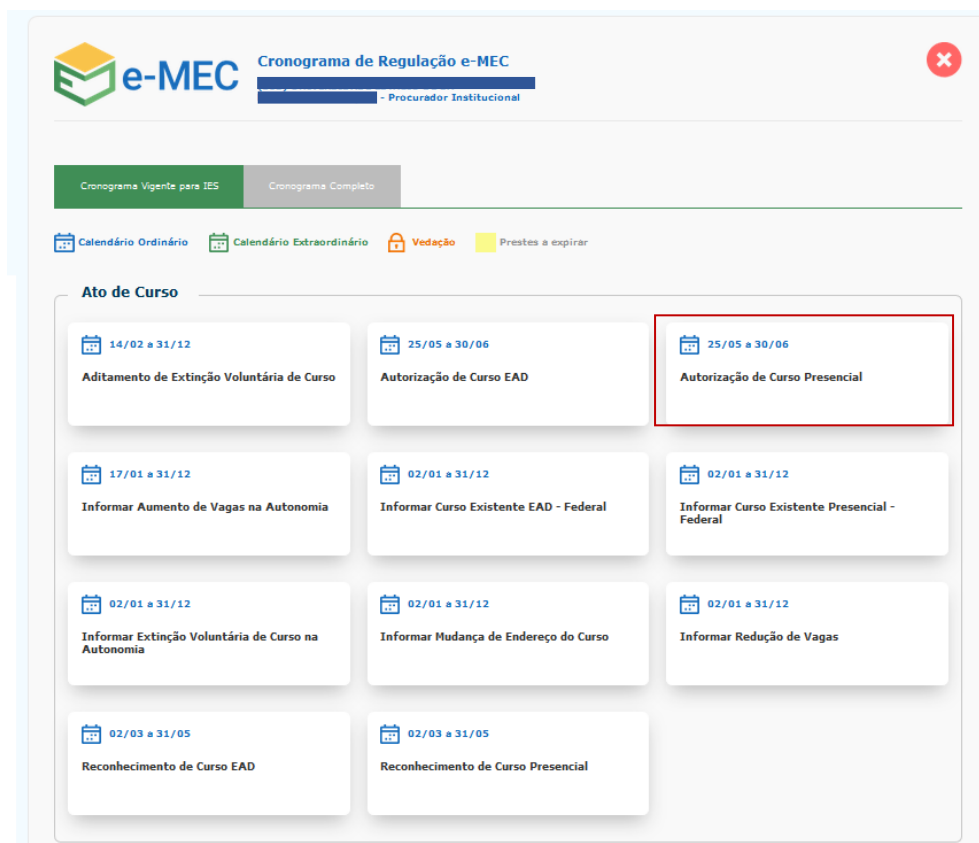 e-MEC
Cronograma de Regulação e-MEC
- Procurador Institucional
Cronograma Vigente para IES
Cronograma Completo
Calendário Ordinário
Calendário Extraordinário
Vedação
Prestes a expirar
Ato de Curso
14/02 a 31/12
Aditamento de Extinção Voluntária de Curso
25/05 a 30/06
Autorização de Curso EAD
25/05 a 30/06
Autorização de Curso Presencial
17/01 a 31/12
Informar Aumento de Vagas na Autonomia
02/01 a 31/12
Informar Curso Existente EAD - Federal
02/01 a 31/12
Informar Curso Existente Presencial -
Federal
02/01 a 31/12
Informar Extinção Voluntária de Curso na
Autonomia
02/01 a 31/12
Informar Mudança de Endereço do Curso
02/01 a 31/12
Informar Redução de Vagas
02/03 a 31/05
Reconhecimento de Curso EAD
02/03 a 31/05
Reconhecimento de Curso Presencial